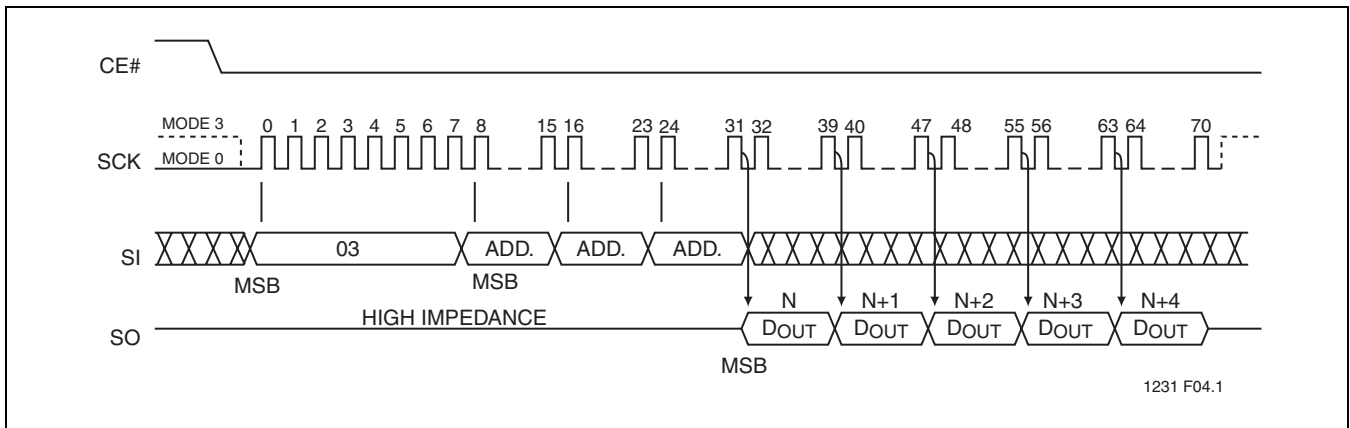 CE#
MODE 3 0 1 2 3 4 5 6 7 8 15 16 23 24 31 32 39 40 47 48 55 56 63 64 70
SCK MODE 0
SI 03 ADD. ADD. ADD.
MSB MSB
N N+1 N+2 N+3 N+4
HIGH IMPEDANCE
SO DOUT DOUT DOUT DOUT DOUT
MSB
1231 F04.1